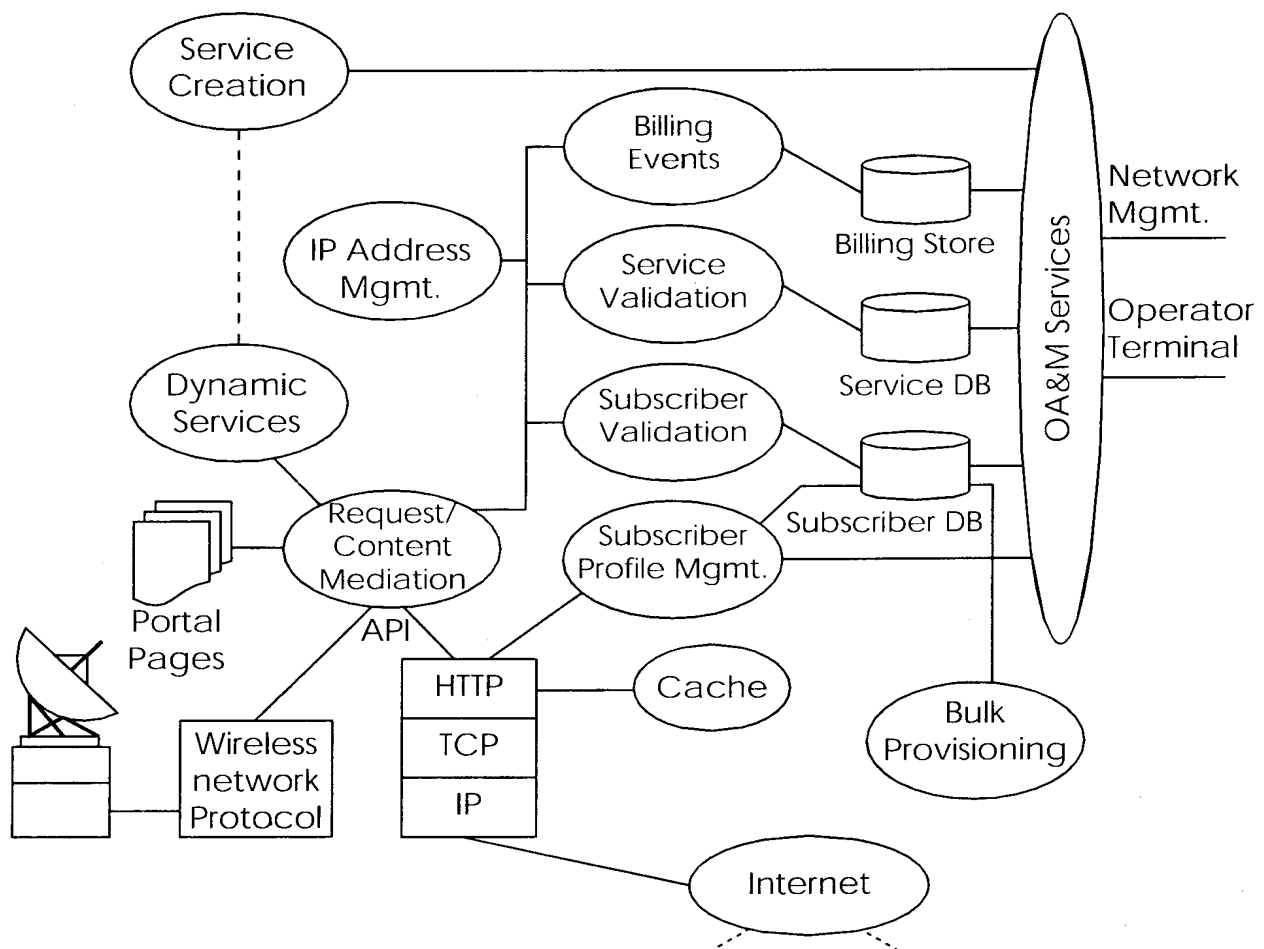 Service
Creation
Billing
Events
Network
Mgmt.
Billing Store
IP Address
Mgmt.
Service
Validation
OA&M Services
Operator
Terminal
Service DB
Dynamic
Services
Subscriber
Validation
Subscriber DB
Request/
Content
Mediation
Subscriber
Profile Mgmt.
Portal
Pages
API
HTTP
TCP
IP
Cache
Bulk
Provisioning
Wireless
network
Protocol
Internet